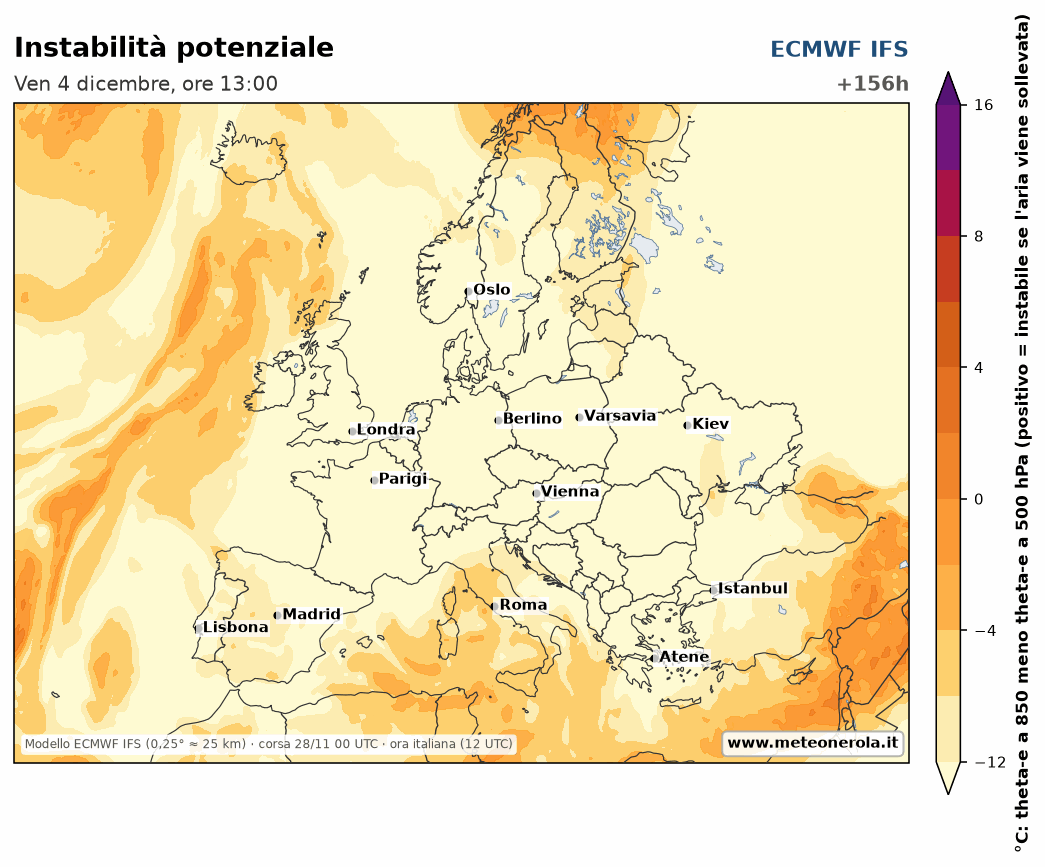 Instabilità potenziale
ECMWF IFS
Ven 4 dicembre, ore 13:00
+156h
Oslo
Berlino
Varsavia
Kiev
Londra
Parigi
Vienna
Istanbul
Roma
Madrid
Lisbona
Atene
Modello ECMWF IFS (0,25° ≈ 25 km) · corsa 28/11 00 UTC · ora italiana (12 UTC)
www.meteonerola.it
16
8
4
0
−4
−12
°C: theta-e a 850 meno theta-e a 500 hPa (positivo = instabile se l'aria viene sollevata)